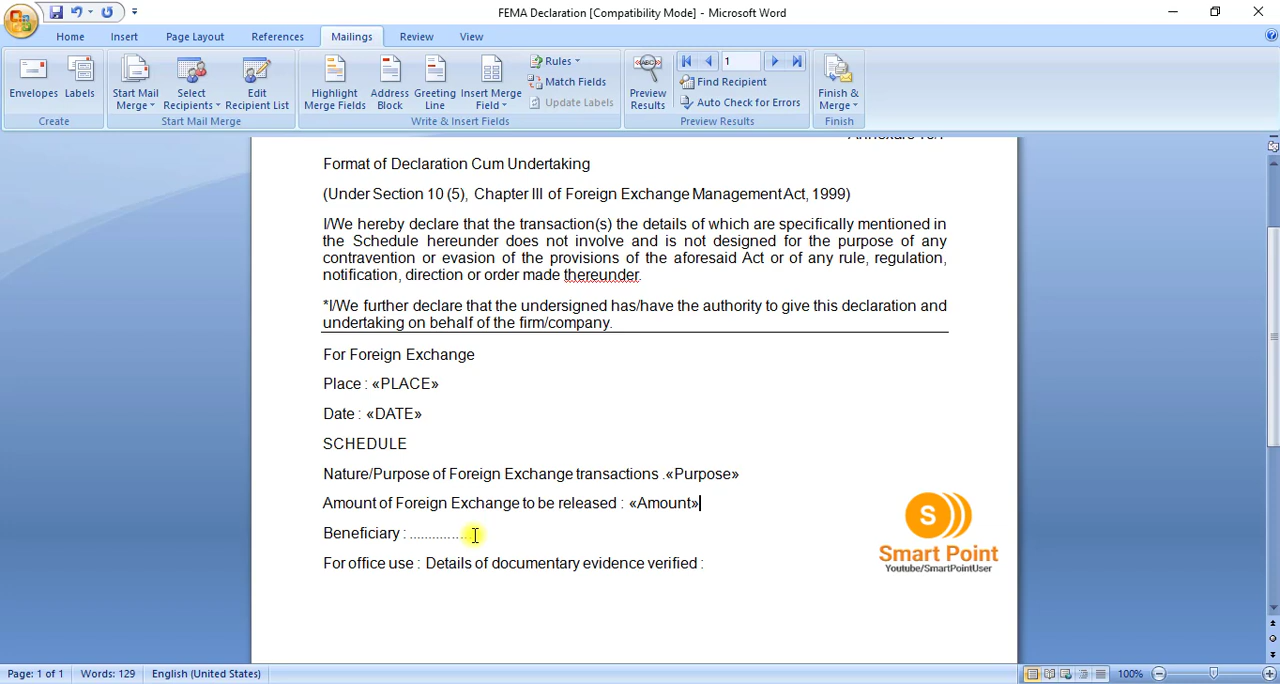 FEMA Declaration [Compatibility Mode] - Microsoft Word
Home Insert Page Layout References Mailings Review View
Envelopes Labels
Create
Start Mail Merge Select Recipients Edit Recipient List
Start Mail Merge
Highlight Merge Fields Address Block Greeting Line Insert Merge Field Rules Match Fields Update Labels
Write & Insert Fields
ABC
Preview Results 1 Find Recipient Auto Check for Errors
Preview Results
Finish & Merge
Finish
Format of Declaration Cum Undertaking
(Under Section 10 (5), Chapter III of Foreign Exchange Management Act, 1999)
I/We hereby declare that the transaction(s) the details of which are specifically mentioned in
the Schedule hereunder does not involve and is not designed for the purpose of any
contravention or evasion of the provisions of the aforesaid Act or of any rule, regulation,
notification, direction or order made thereunder.
*I/We further declare that the undersigned has/have the authority to give this declaration and
undertaking on behalf of the firm/company.
For Foreign Exchange
Place : «PLACE»
Date : «DATE»
SCHEDULE
Nature/Purpose of Foreign Exchange transactions .«Purpose»
Amount of Foreign Exchange to be released : «Amount»
Beneficiary : ................
For office use : Details of documentary evidence verified :
S
Smart Point
Youtube/SmartPointUser
Page: 1 of 1 Words: 129 English (United States) 100%